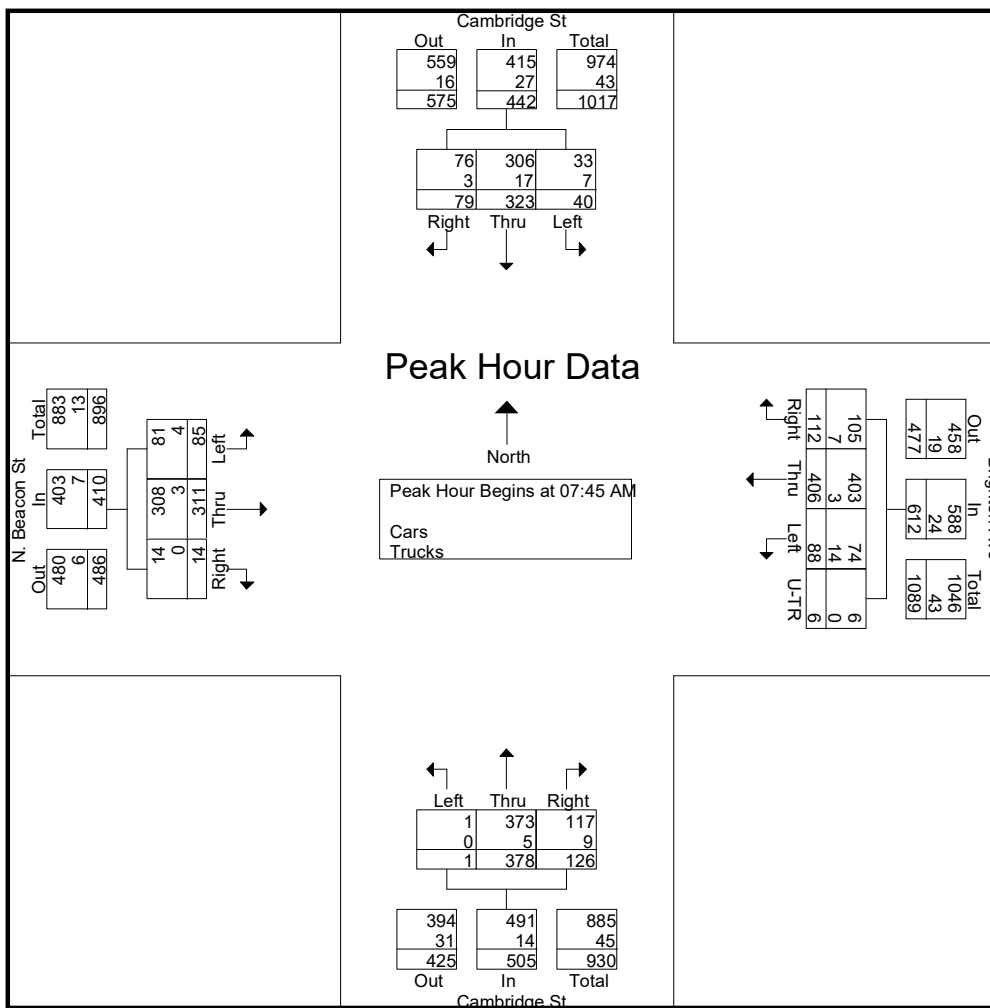 Cambridge St
Out In Total
559 415 974
16 27 43
575 442 1017
76 306 33
3 17 7
79 323 40
Right Thru Left
Peak Hour Data
North
Peak Hour Begins at 07:45 AM
Cars
Trucks
N. Beacon St
Out In Total
480 403 883
6 7 13
486 410 896
81 308 14
4 3 0
85 311 14
Left Thru Right
Out In Total
458 588 1046
19 24 43
477 612 1089
105 403 74 6
7 3 14 0
112 406 88 6
Right Thru Left U-TR
Left Thru Right
1 373 117
0 5 9
1 378 126
394 491 885
31 14 45
425 505 930
Out In Total
Cambridge St